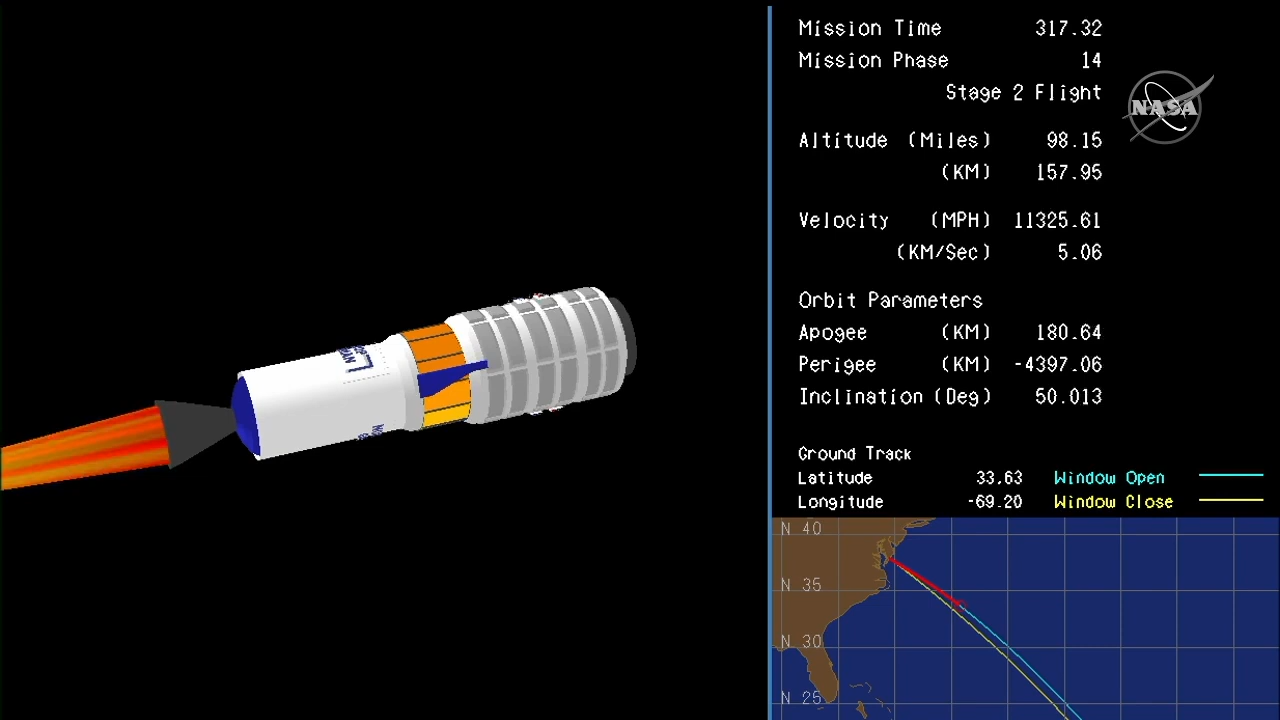 Mission Time 317.32
Mission Phase 14
Stage 2 Flight
NASA
Altitude (Miles) 98.15
(KM) 157.95
Velocity (MPH) 11325.61
(KM/Sec) 5.06
Orbit Parameters
Apogee (KM) 180.64
Perigee (KM) -4397.06
Inclination (Deg) 50.013
Ground Track
Latitude 33.63 Window Open
Longitude -69.20 Window Close
N 40
N 35
N 30
N 25